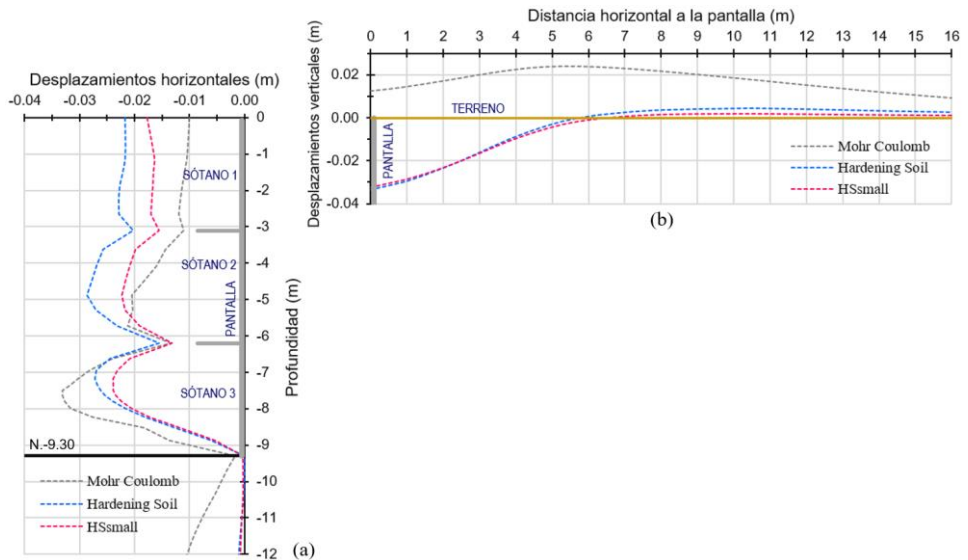 Distancia horizontal a la pantalla (m)
0 1 2 3 4 5 6 7 8 9 10 11 12 13 14 15 16
Desplazamientos verticales (m)
0.02
0.00
-0.02
-0.04
TERRENO
PANTALLA
Mohr Coulomb
Hardening Soil
HSsmall
(b)
Desplazamientos horizontales (m)
-0.04 -0.03 -0.02 -0.01 0.00
0
-1
-2
-3
-4
-5
-6
-7
-8
-9
-10
-11
-12
Profundidad (m)
SÓTANO 1
SÓTANO 2
PANTALLA
SÓTANO 3
N.-9.30
Mohr Coulomb
Hardening Soil
HSsmall
(a)